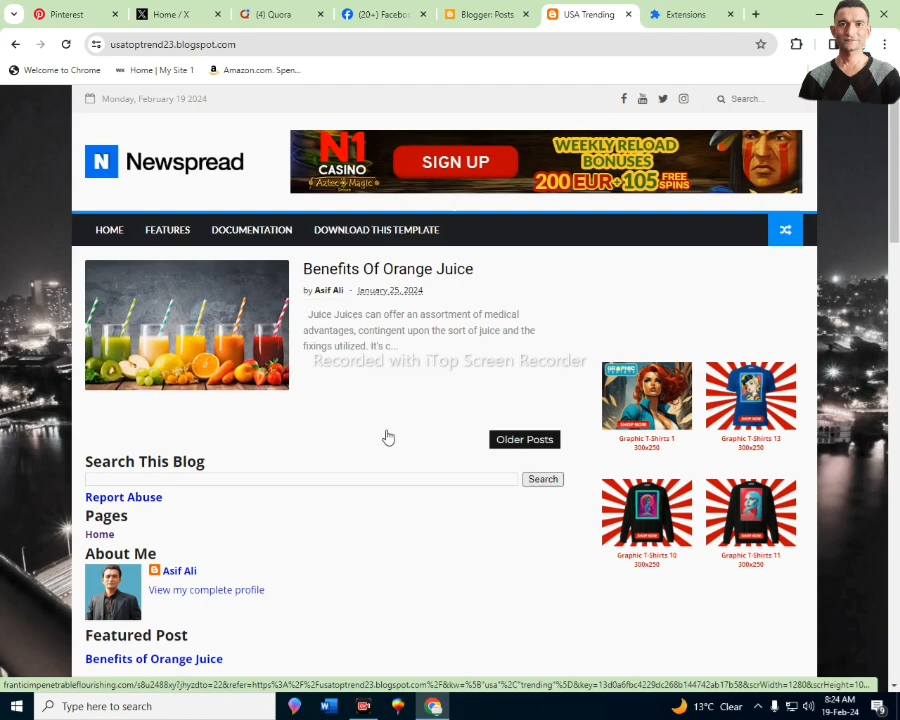 Pinterest
Home / X
(4) Quora
(20+) Facebo
Blogger: Posts
USA Trending
Extensions
usatoptrend23.blogspot.com
Welcome to Chrome
Home | My Site 1
Amazon.com. Spen...
Monday, February 19 2024
Search...
N Newspread
N1 CASINO
Aztec Magic
SIGN UP
WEEKLY RELOAD BONUSES
200 EUR+105 FREE SPINS
HOME
FEATURES
DOCUMENTATION
DOWNLOAD THIS TEMPLATE
Benefits Of Orange Juice
by Asif Ali - January 25, 2024
Juice Juices can offer an assortment of medical
advantages, contingent upon the sort of juice and the
fixings utilized. It's c...
Recorded with iTop Screen Recorder
SHOP NOW
Graphic T-Shirts 1
300x250
Graphic T-Shirts 13
300x250
Older Posts
Search This Blog
Search
Report Abuse
Pages
Home
About Me
Asif Ali
View my complete profile
Graphic T-Shirts 10
300x250
Graphic T-Shirts 11
300x250
Featured Post
Benefits of Orange Juice
Type here to search
13°C Clear
8:24 AM
19-Feb-24